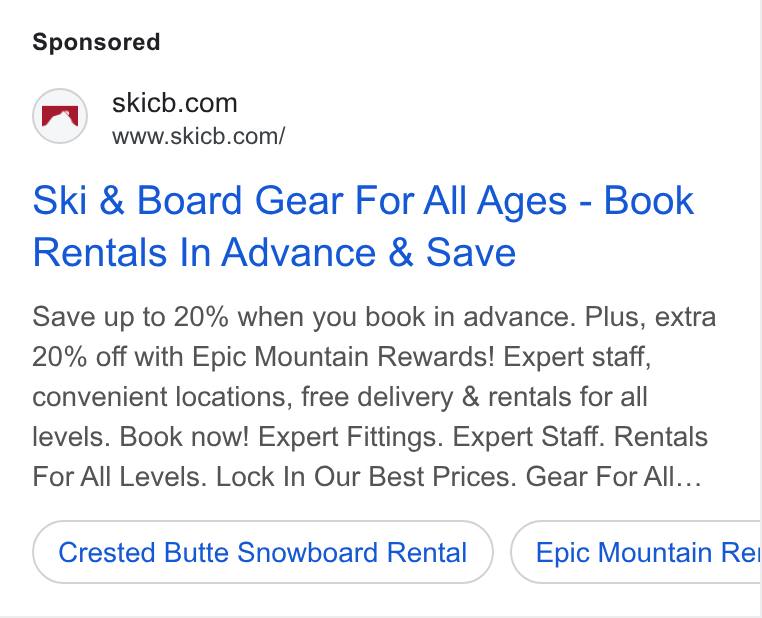 Sponsored
skicb.com
www.skicb.com/
Ski & Board Gear For All Ages - Book
Rentals In Advance & Save
Save up to 20% when you book in advance. Plus, extra
20% off with Epic Mountain Rewards! Expert staff,
convenient locations, free delivery & rentals for all
levels. Book now! Expert Fittings. Expert Staff. Rentals
For All Levels. Lock In Our Best Prices. Gear For All…
Crested Butte Snowboard Rental
Epic Mountain